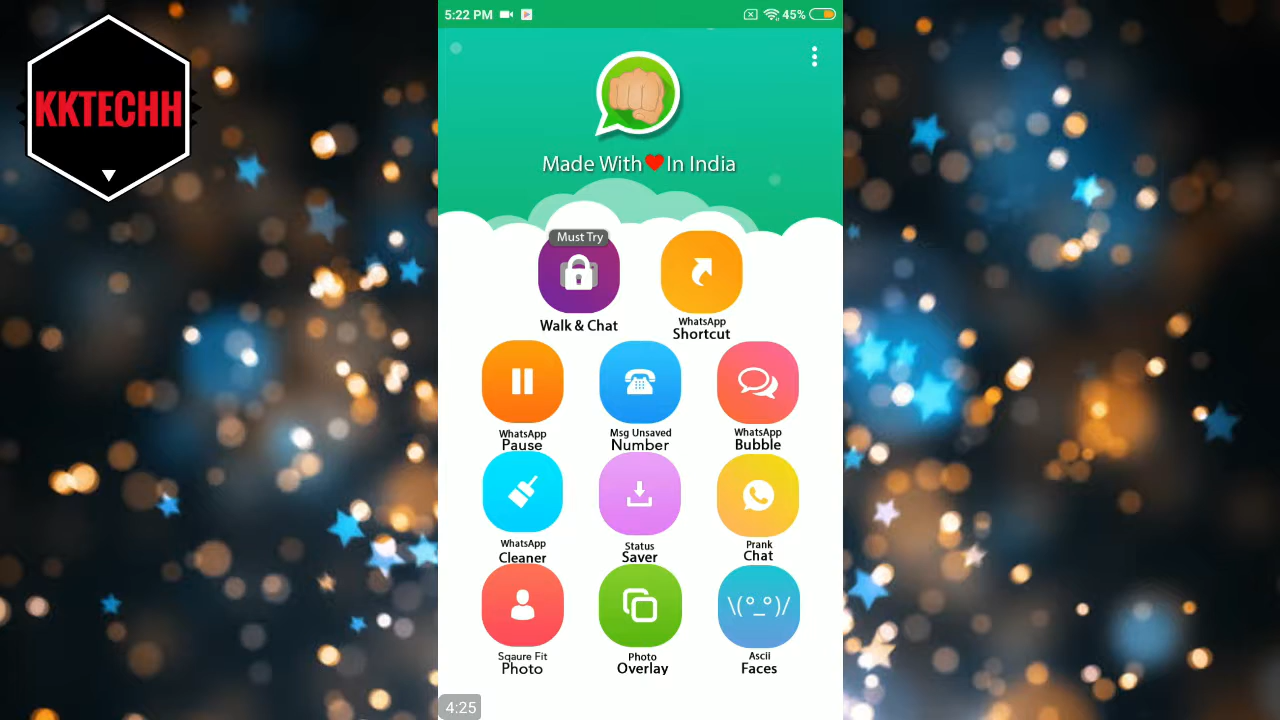 KKTECHH
5:22 PM
45%
Made With In India
Must Try
Walk & Chat
WhatsApp
Shortcut
WhatsApp
Pause
Msg Unsaved
Number
WhatsApp
Bubble
WhatsApp
Cleaner
Status
Saver
Prank
Chat
\(°_°)/
Sqaure Fit
Photo
Photo
Overlay
Ascii
Faces
4:25